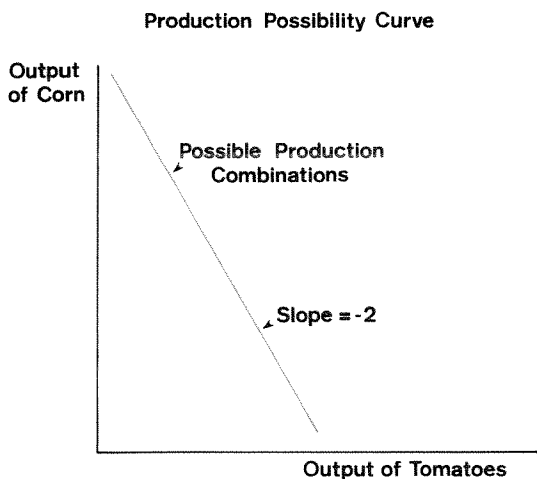 Production Possibility Curve
Output
of Corn
Possible Production
Combinations
Slope = -2
Output of Tomatoes